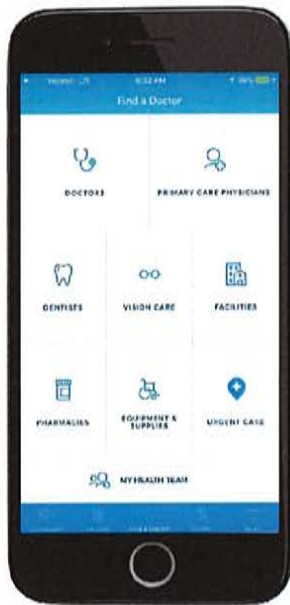 Find a Doctor
DOCTORS
PRIMARY CARE PHYSICIANS
DENTISTS
VISION CARE
FACILITIES
PHARMACIES
EQUIPMENT &
SUPPLIES
URGENT CARE
MY HEALTH TEAM